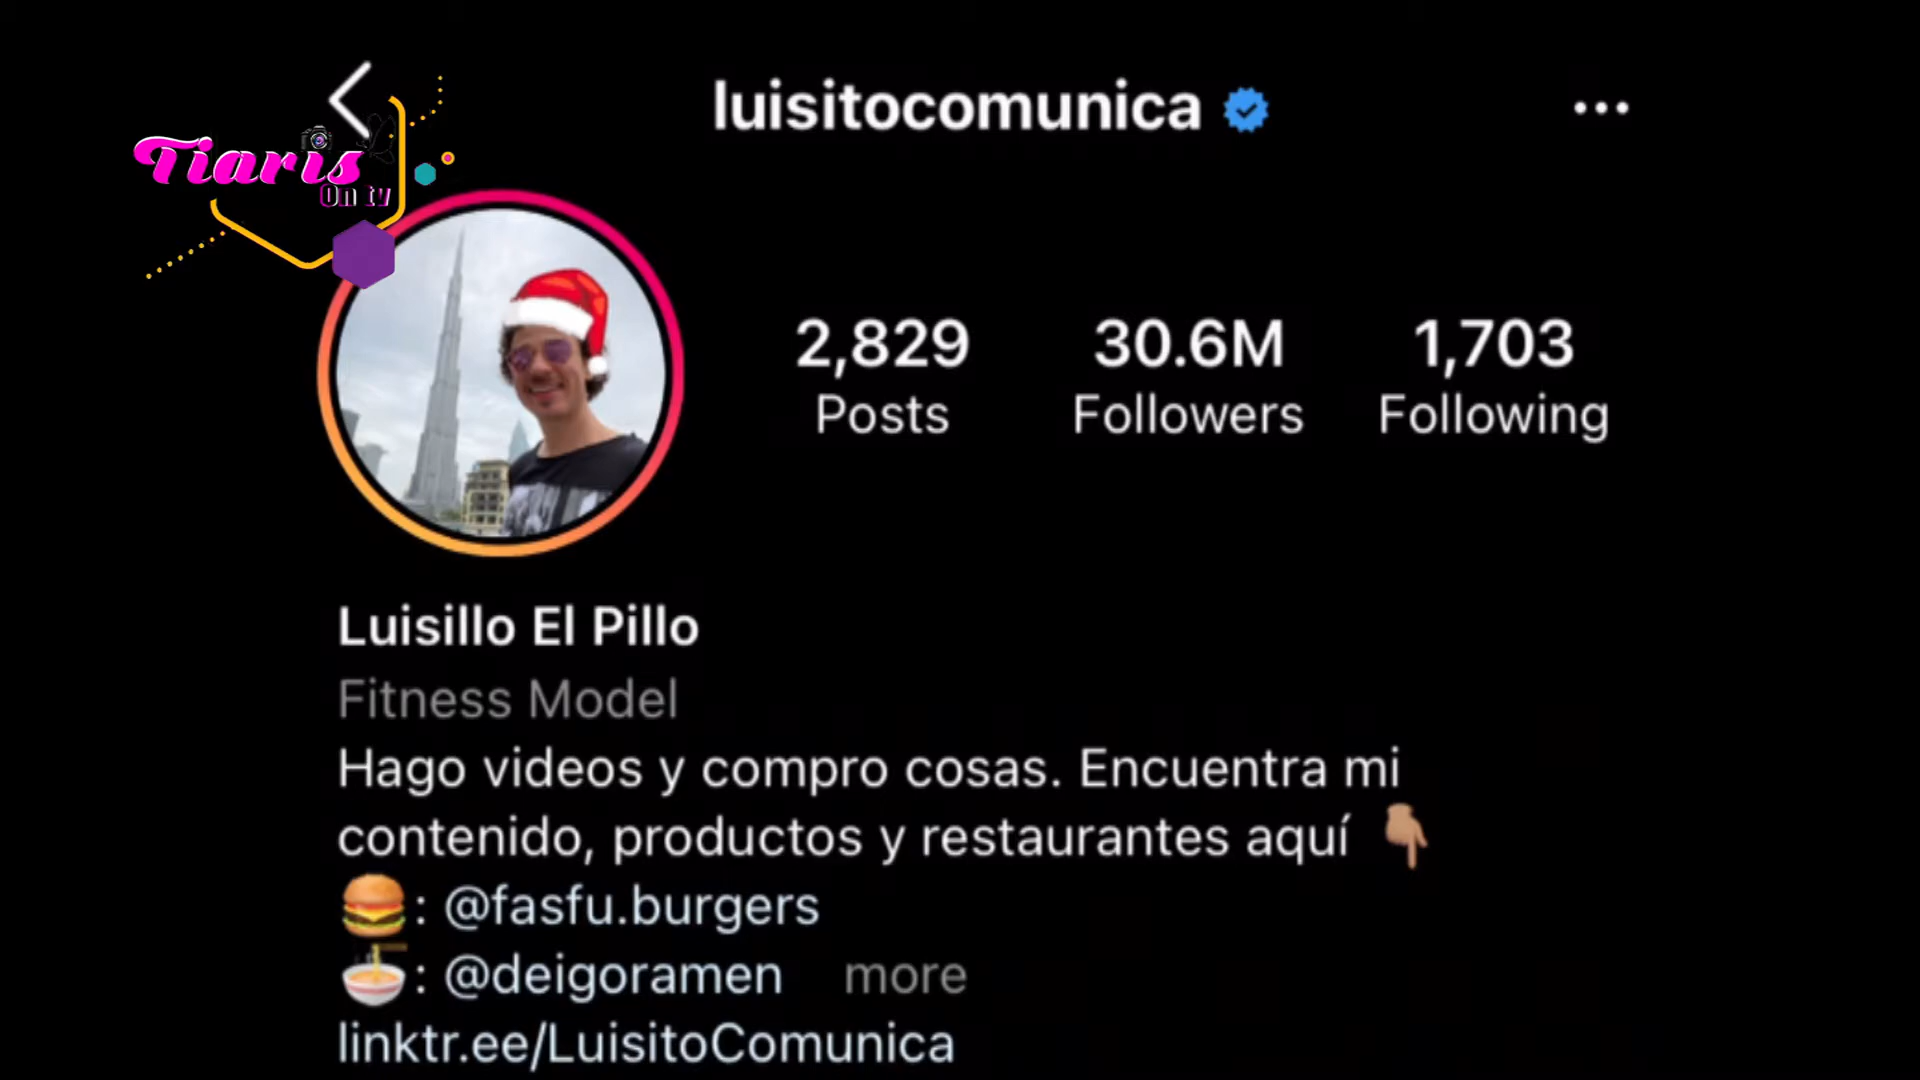 luisitocomunica
Tiaris
On tv
2,829
Posts
30.6M
Followers
1,703
Following
Luisillo El Pillo
Fitness Model
Hago videos y compro cosas. Encuentra mi
contenido, productos y restaurantes aquí 👇🏽
🍔: @fasfu.burgers
🍜: @deigoramen more
linktr.ee/LuisitoComunica